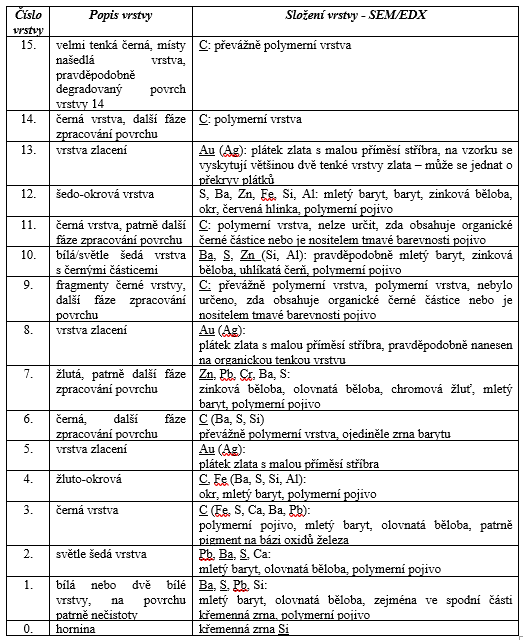 Číslo vrstvy Popis vrstvy Složení vrstvy - SEM/EDX
15. velmi tenká černá, místy C: převážně polymerní vrstva
našedlá vrstva,
pravděpodobně
degradovaný povrch
vrstvy 14
14. černá vrstva, další fáze C: polymerní vrstva
zpracování povrchu
13. vrstva zlacení Au (Ag): plátek zlata s malou příměsí stříbra, na vzorku se
vyskytují většinou dvě tenké vrstvy zlata – může se jednat o
překryv plátků
12. šedo-okrová vrstva S, Ba, Zn, Fe, Si, Al: mletý baryt, baryt, zinková běloba,
okr, červená hlinka, polymerní pojivo
11. černá vrstva, patrně další C: polymerní vrstva, nelze určit, zda obsahuje organické
fáze zpracování povrchu černé částice nebo je nositelem tmavé barevnosti pojivo
10. bílá/světle šedá vrstva Ba, S, Zn (Si, Al): pravděpodobně mletý baryt, zinková
s černými částicemi běloba, uhlíkatá čerň, polymerní pojivo
9. fragmenty černé vrstvy, C: převážně polymerní vrstva, polymerní vrstva, nebylo
další fáze zpracování určeno, zda obsahuje organické černé částice nebo je
povrchu nositelem tmavé barevnosti pojivo
8. vrstva zlacení Au (Ag):
plátek zlata s malou příměsí stříbra, pravděpodobně nanesen
na organickou tenkou vrstvu
7. žlutá, patrně další fáze Zn, Pb, Cr, Ba, S:
zpracování povrchu zinková běloba, olovnatá běloba, chromová žluť, mletý
baryt, polymerní pojivo
6. černá, další fáze C (Ba, S, Si)
zpracování povrchu převážně polymerní vrstva, ojediněle zrna barytu
5. vrstva zlacení Au (Ag):
plátek zlata s malou příměsí stříbra
4. žluto-okrová C, Fe (Ba, S, Si, Al):
okr, mletý baryt, polymerní pojivo
3. černá vrstva C (Fe, S, Ca, Ba, Pb):
polymerní pojivo, mletý baryt, olovnatá běloba, patrně
pigment na bázi oxidů železa
2. světle šedá vrstva Pb, Ba, S, Ca:
mletý baryt, olovnatá běloba, polymerní pojivo
1. bílá nebo dvě bílé Ba, S, Pb, Si:
vrstvy, na povrchu mletý baryt, olovnatá běloba, zejména ve spodní části
patrně nečistoty křemenná zrna, polymerní pojivo
0. hornina křemenná zrna Si